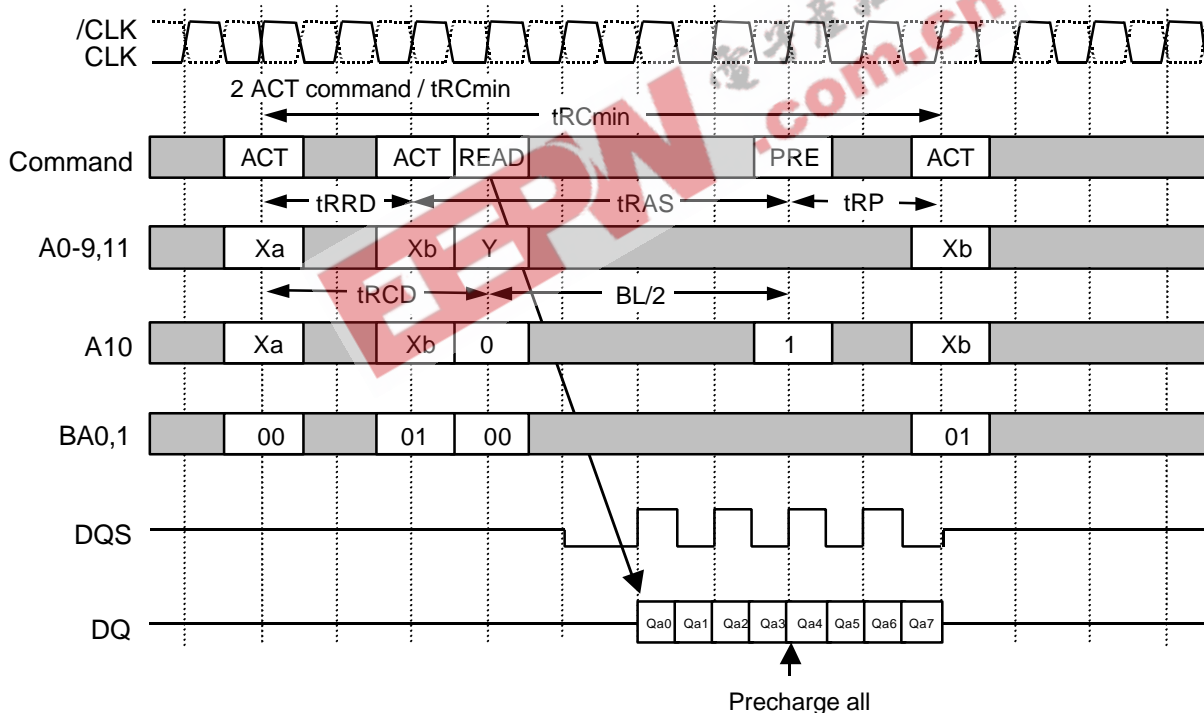 /CLK
CLK
2 ACT command / tRCmin
tRCmin
Command ACT ACT READ PRE ACT
tRRD tRAS tRP
A0-9,11 Xa Xb Y Xb
tRCD BL/2
A10 Xa Xb 0 1 Xb
BA0,1 00 01 00 01
DQS
DQ Qa0 Qa1 Qa2 Qa3 Qa4 Qa5 Qa6 Qa7
Precharge all
EEPW
.com.cn